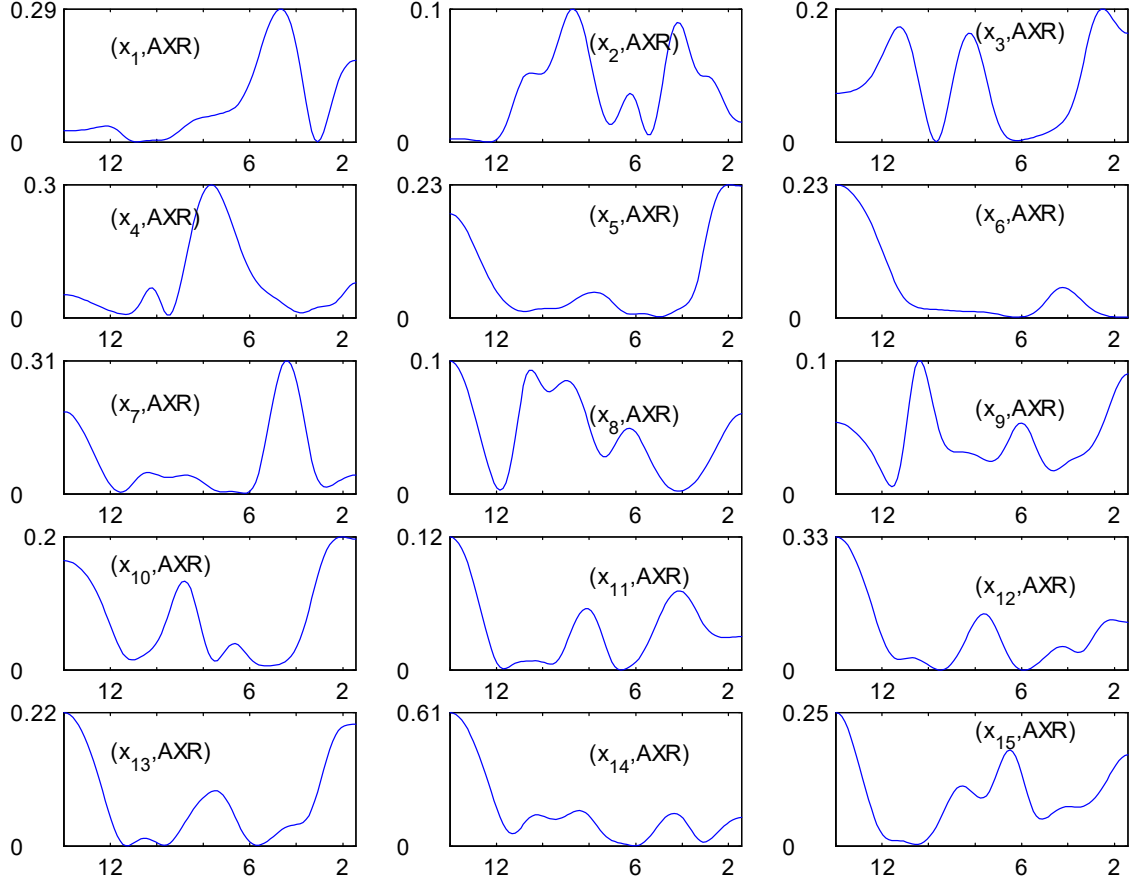 0.29 0.1 0.2
(x1,AXR) (x2,AXR) (x3,AXR)
0 0 0
12 6 2 12 6 2 12 6 2
0.3 0.23 0.23
(x4,AXR) (x5,AXR) (x6,AXR)
0 0 0
12 6 2 12 6 2 12 6 2
0.31 0.1 0.1
(x7,AXR) (x8,AXR) (x9,AXR)
0 0 0
12 6 2 12 6 2 12 6 2
0.2 0.12 0.33
(x10,AXR) (x11,AXR) (x12,AXR)
0 0 0
12 6 2 12 6 2 12 6 2
0.22 0.61 0.25
(x13,AXR) (x14,AXR) (x15,AXR)
0 0 0
12 6 2 12 6 2 12 6 2